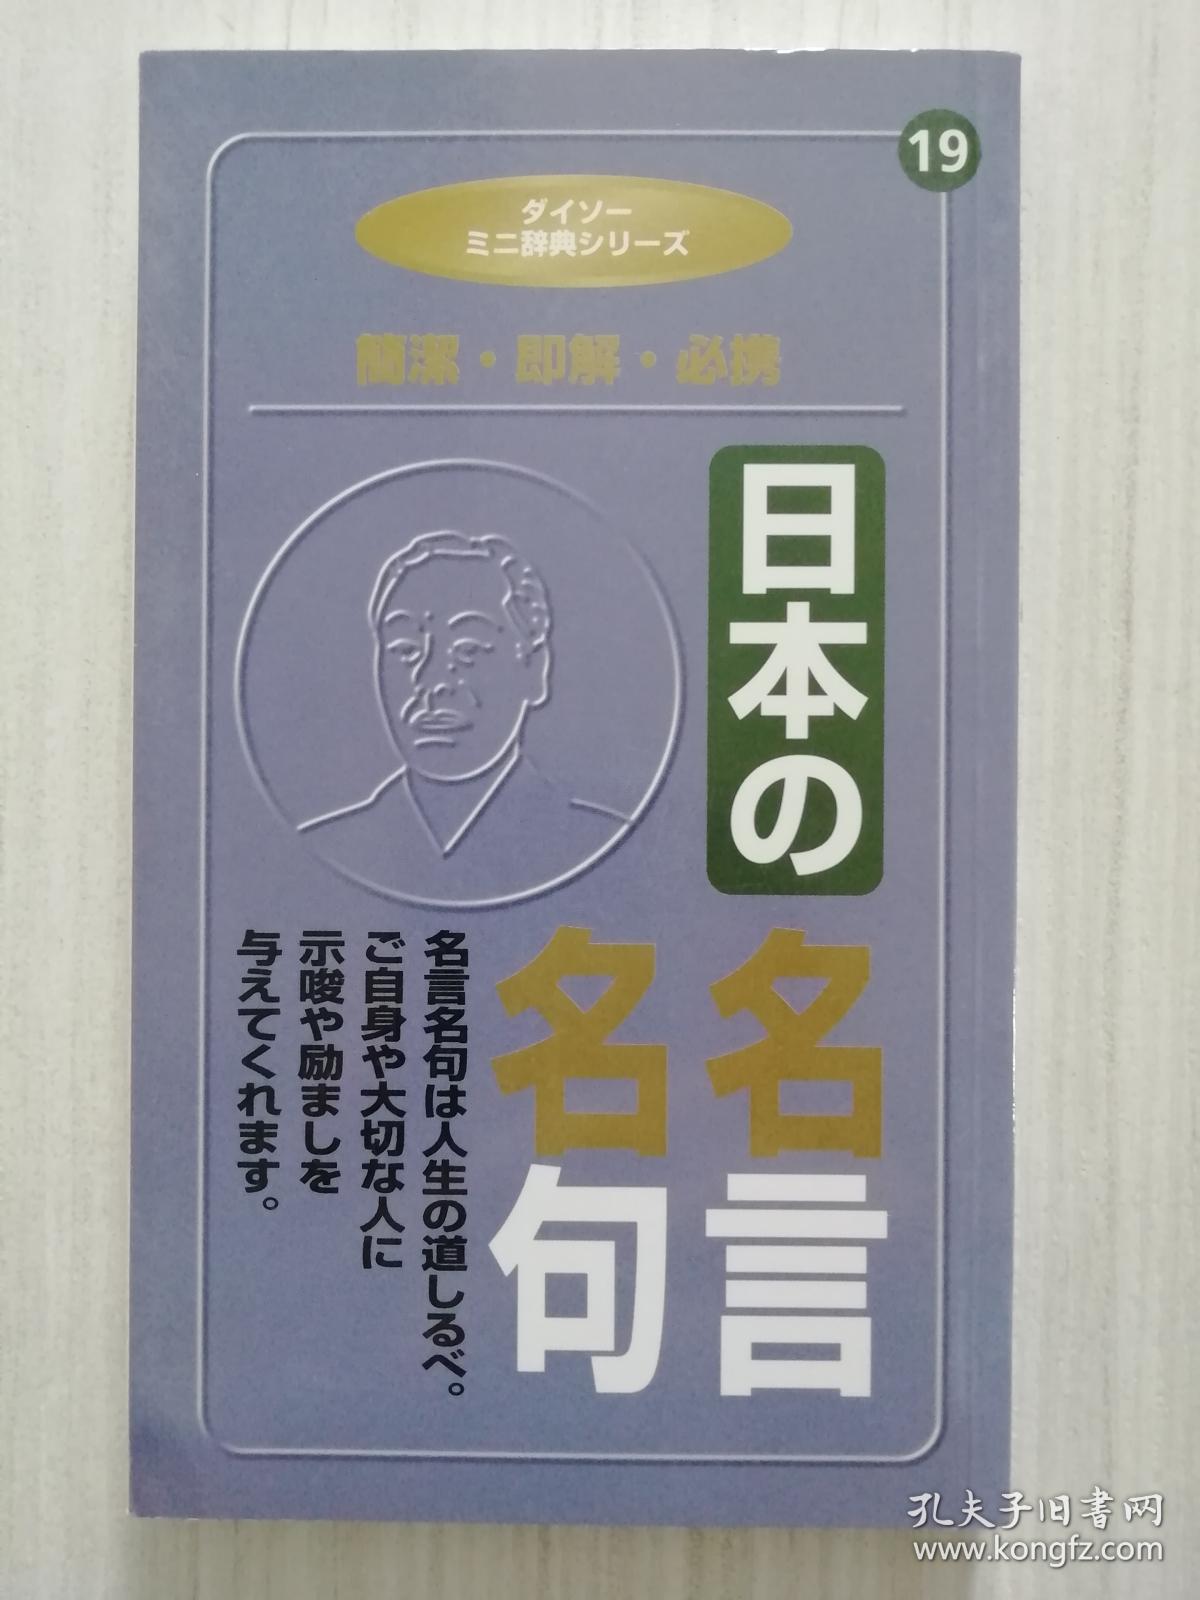 19
ダイソー
ミニ辞典シリーズ
簡潔・即解・必携
日本の
名言
名句
名言名句は人生の道しるべ。
ご自身や大切な人に
示唆や励ましを
与えてくれます。
孔夫子旧书网
www.kongfz.com